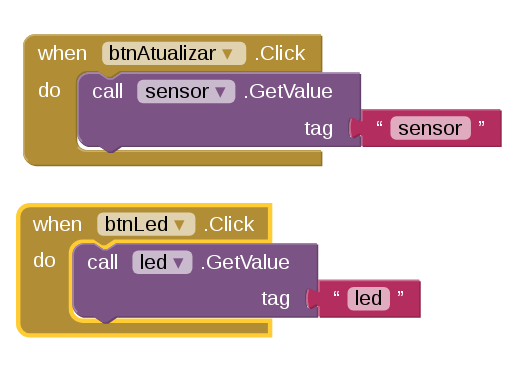 when btnAtualizar ▾ .Click
do call sensor ▾ .GetValue
tag “ sensor ”
when btnLed ▾ .Click
do call led ▾ .GetValue
tag “ led ”